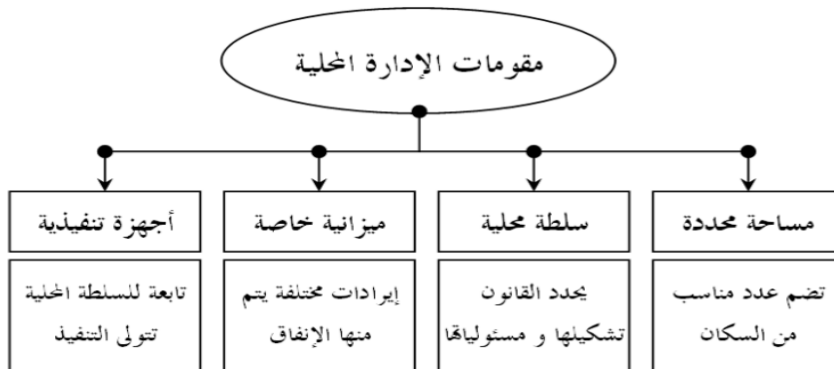 مقومات الإدارة المحلية
مساحة محددة
سلطة محلية
ميزانية خاصة
أجهزة تنفيذية
تضم عدد مناسب
من السكان
يحدد القانون
تشكيلها و مسئولياتها
إيرادات مختلفة يتم
منها الإنفاق
تابعة للسلطة المحلية
تتولى التنفيذ